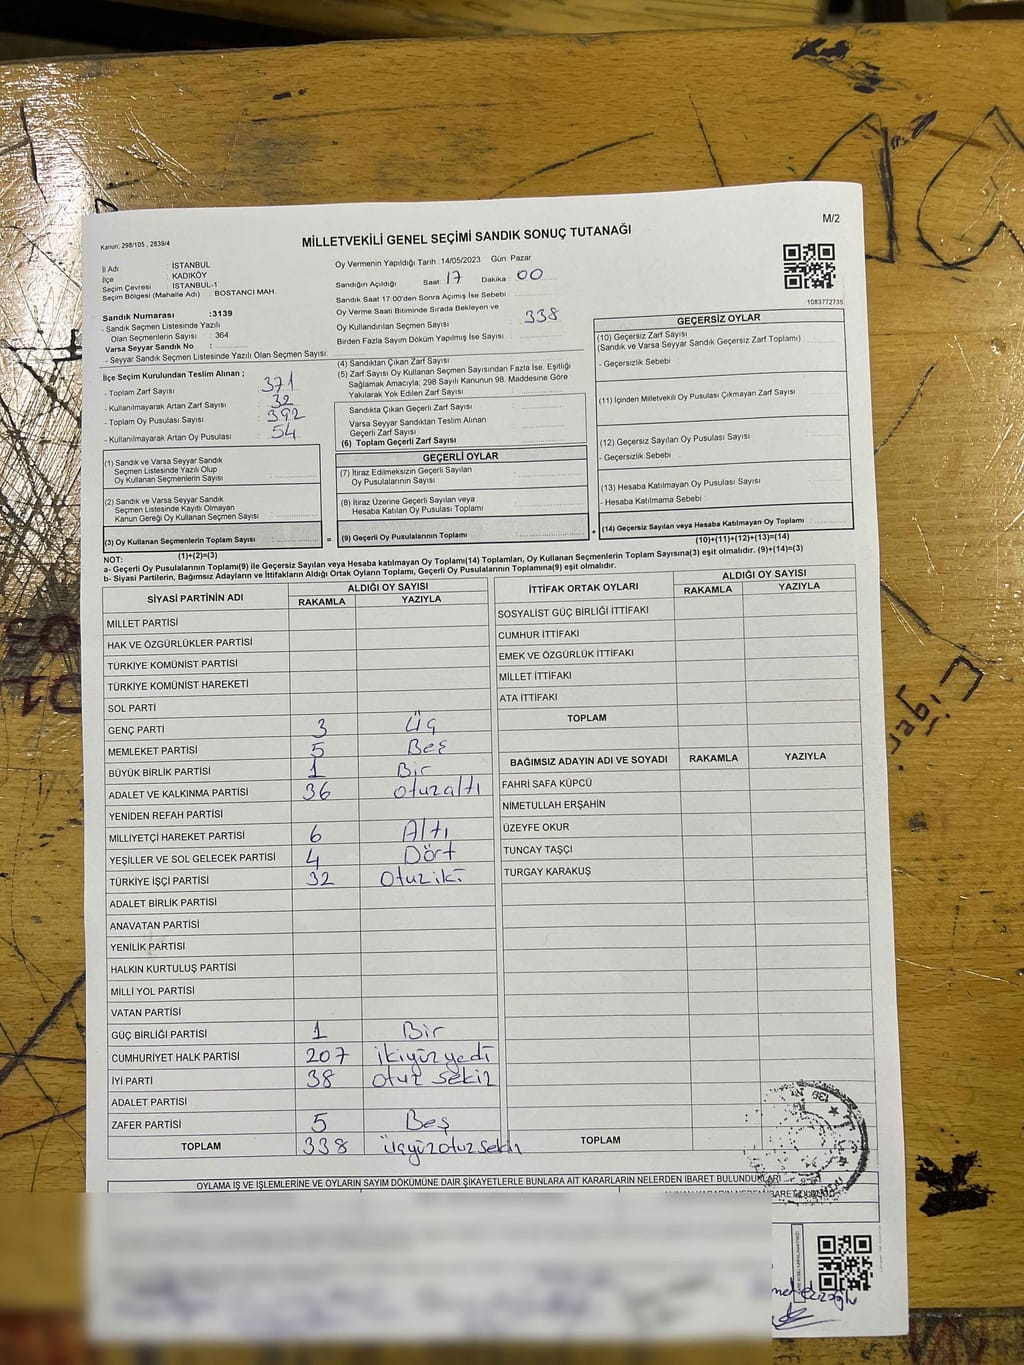 M/2
Kanun: 298/105 , 2839/4
MİLLETVEKİLİ GENEL SEÇİMİ SANDIK SONUÇ TUTANAĞI
İl Adı : İSTANBUL
İlçe : KADIKÖY
Seçim Çevresi : İSTANBUL-1
Seçim Bölgesi (Mahalle Adı) : BOSTANCI MAH.
Sandık Numarası :3139
- Sandık Seçmen Listesinde Yazılı
Olan Seçmenlerin Sayısı : 364
Varsa Seyyar Sandık No :
- Seyyar Sandık Seçmen Listesinde Yazılı Olan Seçmen Sayısı:
Oy Vermenin Yapıldığı Tarih :14/05/2023 Gün: Pazar
Sandığın Açıldığı Saat: 17 Dakika: 00
Sandık Saat 17:00'den Sonra Açımış İse Sebebi
Oy Verme Saati Bitiminde Sırada Bekleyen ve
Oy Kullandırılan Seçmen Sayısı 338
Birden Fazla Sayım Döküm Yapılmış İse Sayısı
1083772735
İlçe Seçim Kurulundan Teslim Alınan ;
- Toplam Zarf Sayısı : 371
- Kullanılmayarak Artan Zarf Sayısı : 32
- Toplam Oy Pusulası Sayısı : 392
- Kullanılmayarak Artan Oy Pusulası : 54
(1) Sandık ve Varsa Seyyar Sandık
Seçmen Listesinde Yazılı Olup
Oy Kullanan Seçmenlerin Sayısı
(2) Sandık ve Varsa Seyyar Sandık
Seçmen Listesinde Kayıtlı Olmayan
Kanun Gereği Oy Kullanan Seçmen Sayısı
(3) Oy Kullanan Seçmenlerin Toplam Sayısı
(1)+(2)=(3)
(4) Sandıktan Çıkan Zarf Sayısı
(5) Zarf Sayısı Oy Kullanan Seçmen Sayısından Fazla İse, Eşitliği
Sağlamak Amacıyla, 298 Sayılı Kanunun 98. Maddesine Göre
Yakılarak Yok Edilen Zarf Sayısı
Sandıkta Çıkan Geçerli Zarf Sayısı
Varsa Seyyar Sandıktan Teslim Alınan
Geçerli Zarf Sayısı
(6) Toplam Geçerli Zarf Sayısı
GEÇERLİ OYLAR
(7) İtiraz Edilmeksizin Geçerli Sayılan
Oy Pusulalarının Sayısı
(8) İtiraz Üzerine Geçerli Sayılan veya
Hesaba Katılan Oy Pusulası Toplamı
= (9) Geçerli Oy Pusulalarının Toplamı
GEÇERSİZ OYLAR
(10) Geçersiz Zarf Sayısı
(Sandık ve Varsa Seyyar Sandık Geçersiz Zarf Toplamı)
- Geçersizlik Sebebi
(11) İçinden Milletvekili Oy Pusulası Çıkmayan Zarf Sayısı
(12) Geçersiz Sayılan Oy Pusulası Sayısı
- Geçersizlik Sebebi
(13) Hesaba Katılmayan Oy Pusulası Sayısı
- Hesaba Katılmama Sebebi
+ (14) Geçersiz Sayılan veya Hesaba Katılmayan Oy Toplamı
(10)+(11)+(12)+(13)=(14)
NOT:
a- Geçerli Oy Pusulalarının Toplamı(9) ile Geçersiz Sayılan veya Hesaba Katılmayan Oy Toplamı(14) Toplamları, Oy Kullanan Seçmenlerin Toplam Sayısına(3) eşit olmalıdır. (9)+(14)=(3)
b- Siyasi Partilerin, Bağımsız Adayların ve İttifakların Aldığı Ortak Oyların Toplamı, Geçerli Oy Pusulalarının Toplamına(9) eşit olmalıdır.
SİYASİ PARTİNİN ADI ALDIĞI OY SAYISI
RAKAMLA YAZIYLA
MİLLET PARTİSİ
HAK VE ÖZGÜRLÜKLER PARTİSİ
TÜRKİYE KOMÜNİST PARTİSİ
TÜRKİYE KOMÜNİST HAREKETİ
SOL PARTİ
GENÇ PARTİ 3 Üç
MEMLEKET PARTİSİ 5 Beş
BÜYÜK BİRLİK PARTİSİ 1 Bir
ADALET VE KALKINMA PARTİSİ 36 otuzaltı
YENİDEN REFAH PARTİSİ
MİLLİYETÇİ HAREKET PARTİSİ 6 Altı
YEŞİLLER VE SOL GELECEK PARTİSİ 4 Dört
TÜRKİYE İŞÇİ PARTİSİ 32 otuziki
ADALET BİRLİK PARTİSİ
ANAVATAN PARTİSİ
YENİLİK PARTİSİ
HALKIN KURTULUŞ PARTİSİ
MİLLİ YOL PARTİSİ
VATAN PARTİSİ
GÜÇ BİRLİĞİ PARTİSİ 1 Bir
CUMHURİYET HALK PARTİSİ 207 ikiyüzyedi
İYİ PARTİ 38 otuz sekiz
ADALET PARTİSİ
ZAFER PARTİSİ 5 Beş
TOPLAM 338 üçyüzotuzsekiz
İTTİFAK ORTAK OYLARI ALDIĞI OY SAYISI
RAKAMLA YAZIYLA
SOSYALİST GÜÇ BİRLİĞİ İTTİFAKI
CUMHUR İTTİFAKI
EMEK VE ÖZGÜRLÜK İTTİFAKI
MİLLET İTTİFAKI
ATA İTTİFAKI
TOPLAM
BAĞIMSIZ ADAYIN ADI VE SOYADI RAKAMLA YAZIYLA
FAHRİ SAFA KÜPCÜ
NİMETULLAH ERŞAHİN
ÜZEYFE OKUR
TUNCAY TAŞÇI
TURGAY KARAKUŞ
TOPLAM
OYLAMA İŞ VE İŞLEMLERİNE VE OYLARIN SAYIM DÖKÜMÜNE DAİR ŞİKAYETLERLE BUNLARA AİT KARARLARIN NELERDEN İBARET BULUNDUKLARI
Ciğer